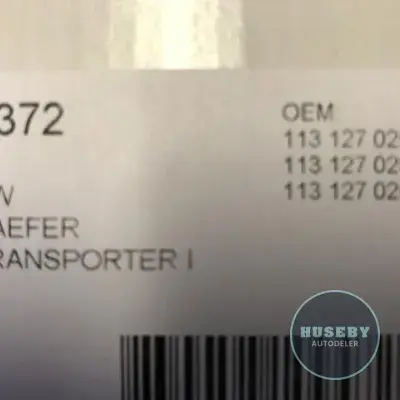 372
OEM:
113 127 02
113 127 02
113 127 02
W
AEFER
RANSPORTER I
HUSEBY
AUTODELER